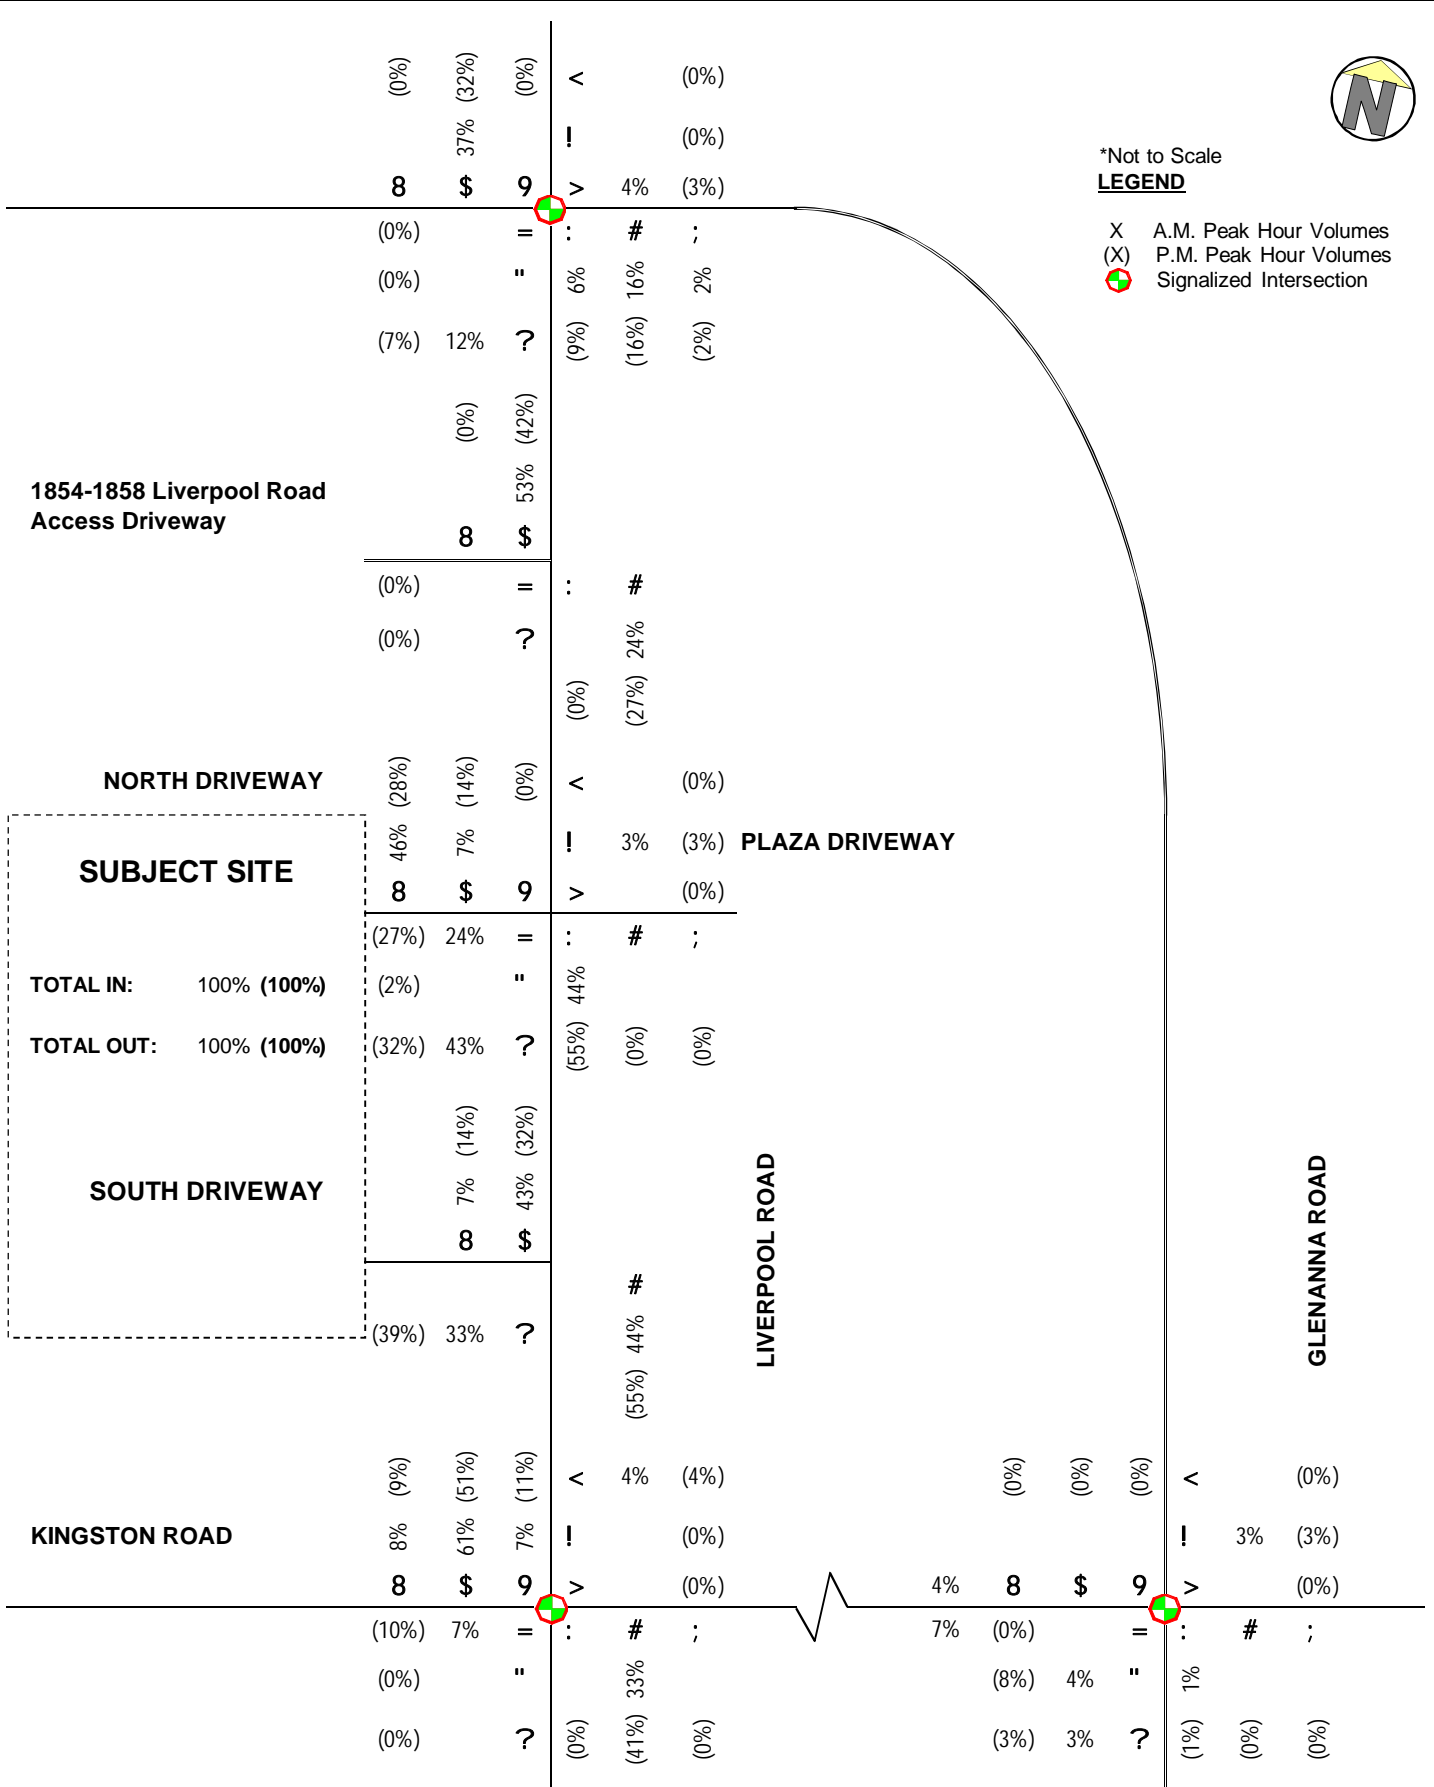 (0%) (32%) (0%) < (0%)
37% ! (0%)
8 $ 9 > 4% (3%)
N
*Not to Scale
LEGEND
X A.M. Peak Hour Volumes
(X) P.M. Peak Hour Volumes
Signalized Intersection
(0%) = : # ;
(0%) " 6% 16% 2%
(7%) 12% ? (9%) (16%) (2%)
(0%) (42%)
53%
1854-1858 Liverpool Road
Access Driveway
8 $
(0%) = : #
(0%) ? 24%
(0%) (27%)
NORTH DRIVEWAY (28%) (14%) (0%) < (0%)
46% 7% ! 3% (3%) PLAZA DRIVEWAY
SUBJECT SITE
8 $ 9 > (0%)
(27%) 24% = : # ;
TOTAL IN: 100% (100%) (2%) " 44%
TOTAL OUT: 100% (100%) (32%) 43% ? (55%) (0%) (0%)
(14%) (32%)
SOUTH DRIVEWAY 7% 43%
8 $
LIVERPOOL ROAD
GLENANNA ROAD
#
(39%) 33% ? 44%
(55%)
(9%) (51%) (11%) < 4% (4%) (0%) (0%) (0%) < (0%)
KINGSTON ROAD 8% 61% 7% ! (0%) ! 3% (3%)
8 $ 9 > (0%) 4% 8 $ 9 > (0%)
(10%) 7% = : # ; 7% (0%) = : # ;
(0%) " 33% (8%) 4% " 1%
(0%) ? (0%) (41%) (0%) (3%) 3% ? (1%) (0%) (0%)